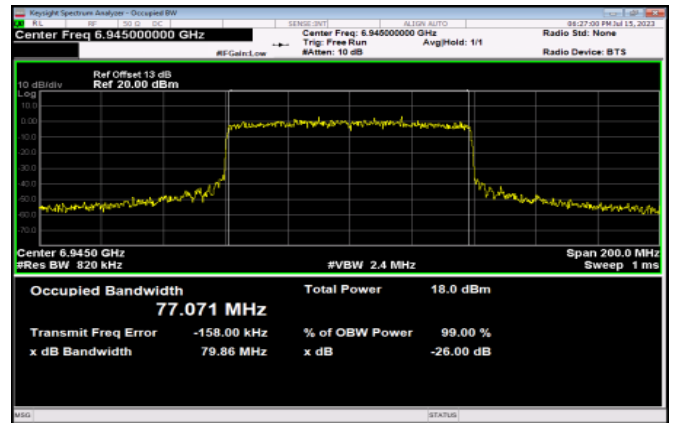 Keysight Spectrum Analyzer - Occupied BW
RL RF 50 Ω DC SENSE:INT ALIGN AUTO 06:27:00 PM Jul 15, 2023
Center Freq 6.945000000 GHz Center Freq: 6.945000000 GHz Radio Std: None
Trig: Free Run Avg|Hold: 1/1
#IFGain:Low #Atten: 10 dB Radio Device: BTS
Ref Offset 13 dB
10 dB/div Ref 20.00 dBm
Log
10.0
0.00
10.0
20.0
30.0
40.0
50.0
60.0
70.0
Center 6.9450 GHz Span 200.0 MHz
#Res BW 820 kHz #VBW 2.4 MHz Sweep 1 ms
Occupied Bandwidth Total Power 18.0 dBm
77.071 MHz
Transmit Freq Error -158.00 kHz % of OBW Power 99.00 %
x dB Bandwidth 79.86 MHz x dB -26.00 dB
MSG STATUS